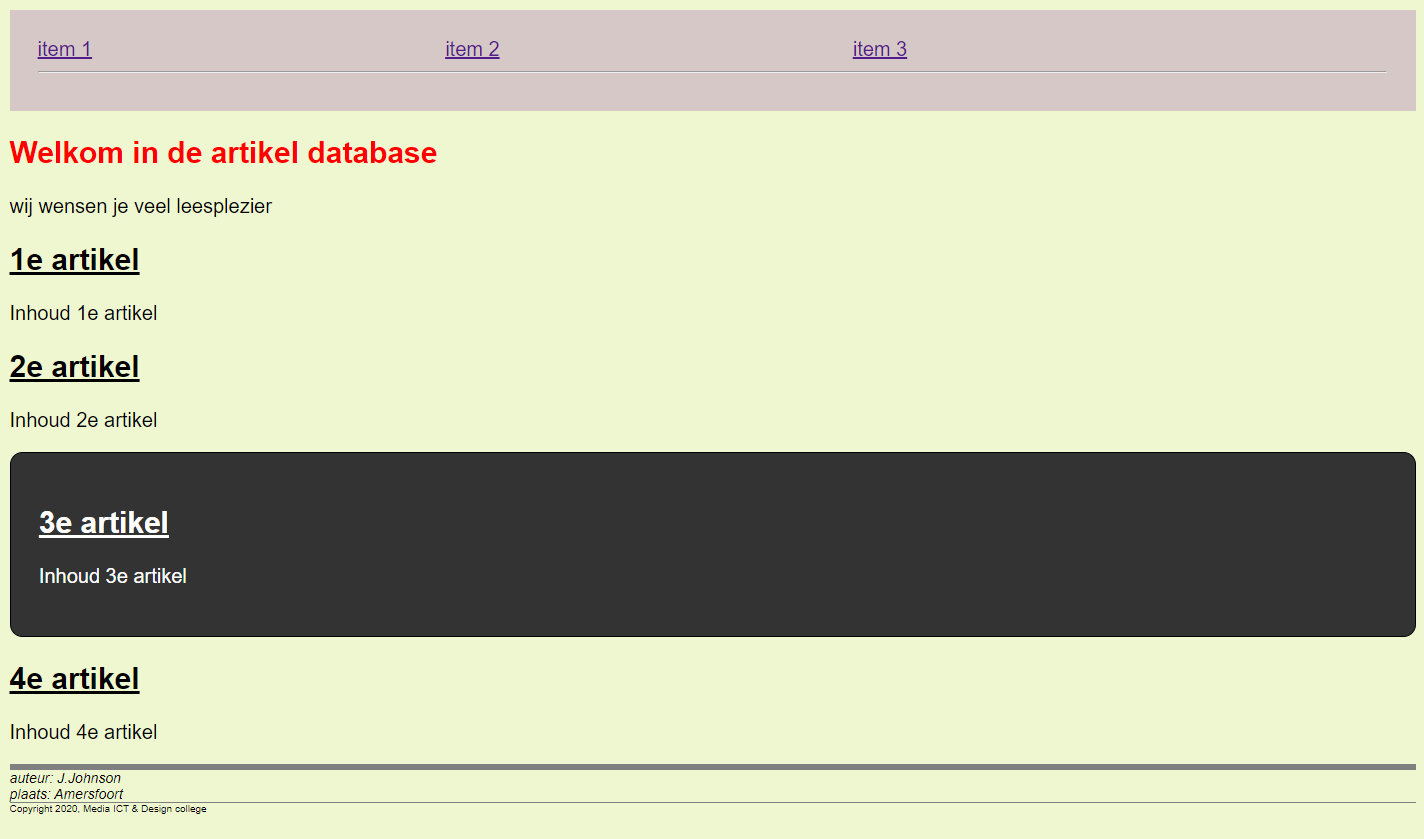 item 1 item 2 item 3
Welkom in de artikel database
wij wensen je veel leesplezier
1e artikel
Inhoud 1e artikel
2e artikel
Inhoud 2e artikel
3e artikel
Inhoud 3e artikel
4e artikel
Inhoud 4e artikel
auteur: J.Johnson
plaats: Amersfoort
Copyright 2020, Media ICT & Design college